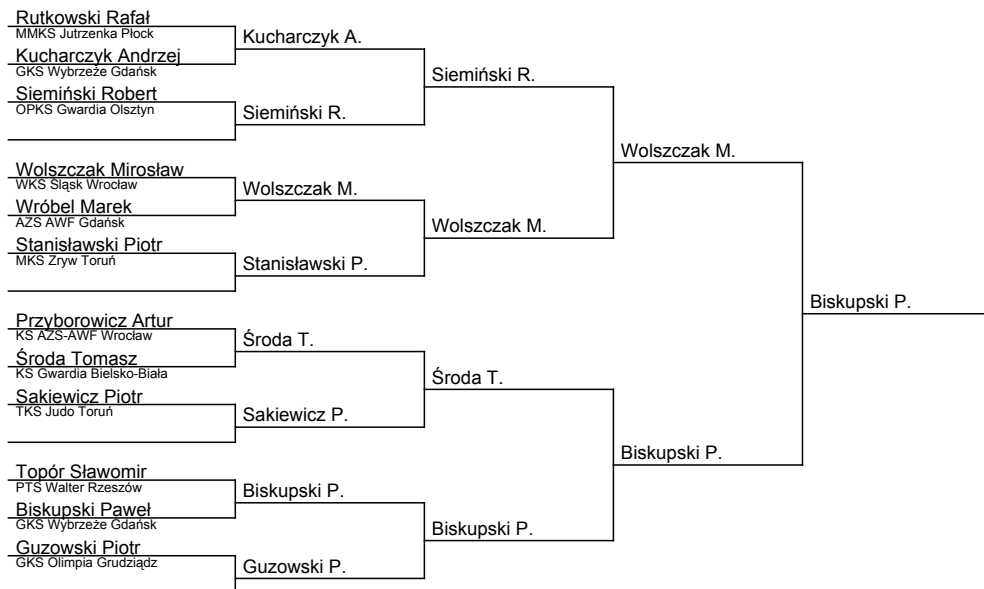 Rutkowski Rafał
MMKS Jutrzenka Płock
Kucharczyk Andrzej
GKS Wybrzeże Gdańsk
Siemiński Robert
OPKS Gwardia Olsztyn
Wolszczak Mirosław
WKS Śląsk Wrocław
Wróbel Marek
AZS AWF Gdańsk
Stanisławski Piotr
MKS Zryw Toruń
Przyborowicz Artur
KS AZS-AWF Wrocław
Środa Tomasz
KS Gwardia Bielsko-Biała
Sakiewicz Piotr
TKS Judo Toruń
Topór Sławomir
PTS Walter Rzeszów
Biskupski Paweł
GKS Wybrzeże Gdańsk
Guzowski Piotr
GKS Olimpia Grudziądz
Kucharczyk A.
Siemiński R.
Wolszczak M.
Stanisławski P.
Środa T.
Sakiewicz P.
Biskupski P.
Guzowski P.
Siemiński R.
Wolszczak M.
Środa T.
Biskupski P.
Wolszczak M.
Biskupski P.
Biskupski P.